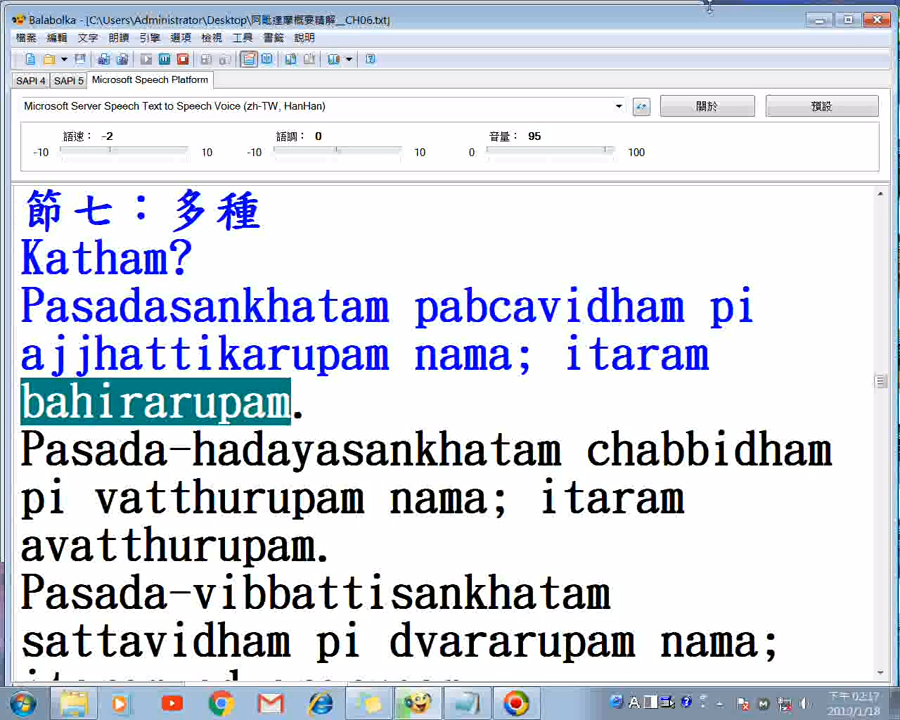 Balabolka - [C:\Users\Administrator\Desktop\阿毗達摩概要精解__CH06.txt]
檔案 編輯 文字 朗讀 引擎 選項 檢視 工具 書籤 說明
SAPI 4 SAPI 5 Microsoft Speech Platform
Microsoft Server Speech Text to Speech Voice (zh-TW, HanHan)
關於 預設
語速： -2 語調： 0 音量： 95
-10 10 -10 10 0 100
節七：多種
Katham?
Pasadasankhatam pabcavidham pi
ajjhattikarupam nama; itaram
bahirarupam.
Pasada-hadayasankhatam chabbidham
pi vatthurupam nama; itaram
avatthurupam.
Pasada-vibbattisankhatam
sattavidham pi dvararupam nama;
下午 02:17